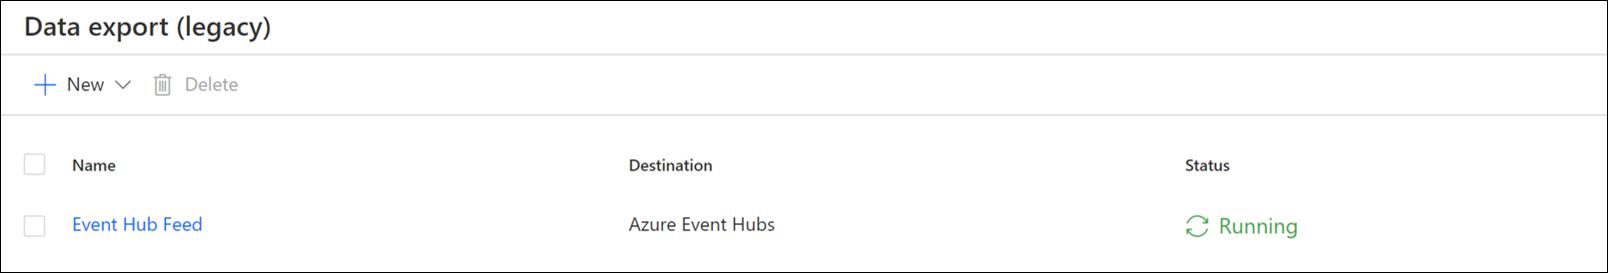 Data export (legacy)
New Delete
Name Destination Status
Event Hub Feed Azure Event Hubs Running